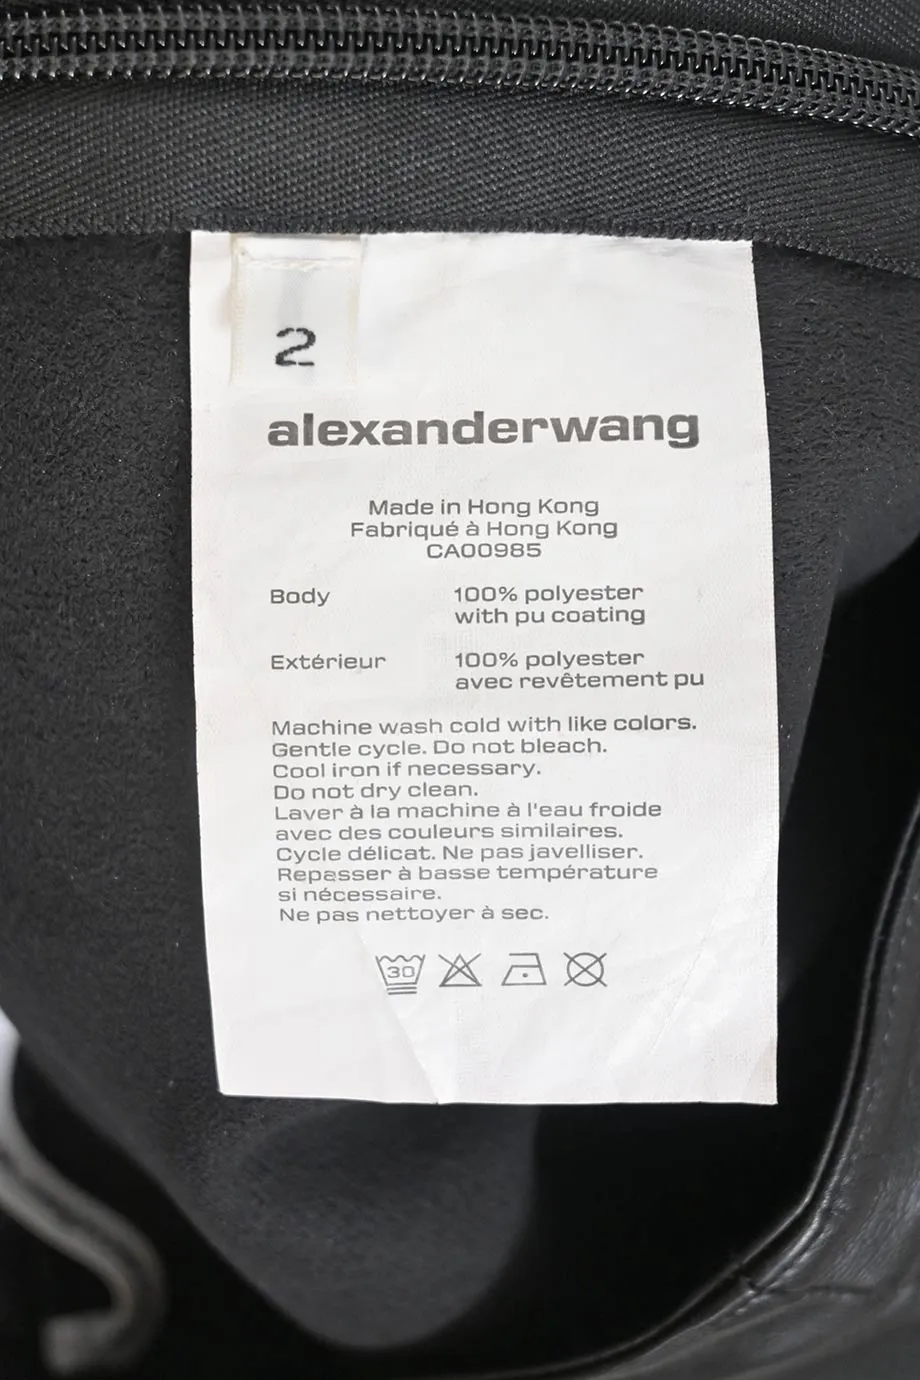 2
alexanderwang
Made in Hong Kong
Fabriqué à Hong Kong
CA00985
Body 100% polyester
with pu coating
Extérieur 100% polyester
avec revêtement pu
Machine wash cold with like colors.
Gentle cycle. Do not bleach.
Cool iron if necessary.
Do not dry clean.
Laver à la machine à l'eau froide
avec des couleurs similaires.
Cycle délicat. Ne pas javelliser.
Repasser à basse température
si nécessaire.
Ne pas nettoyer à sec.
30